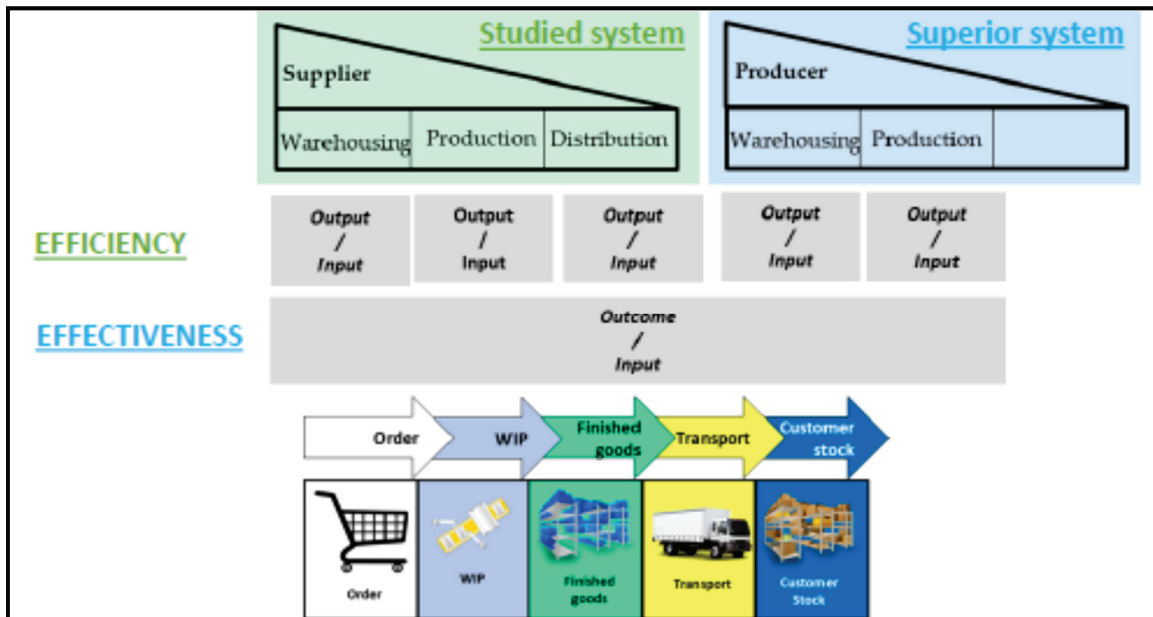 Studied system
Superior system
Supplier
Producer
Warehousing
Production
Distribution
Warehousing
Production
EFFICIENCY
Output
/
Input
Output
/
Input
Output
/
Input
Output
/
Input
Output
/
Input
EFFECTIVENESS
Outcome
/
Input
Order
WIP
Finished
goods
Transport
Customer
stock
Order
WIP
Finished
goods
Transport
Customer
Stock